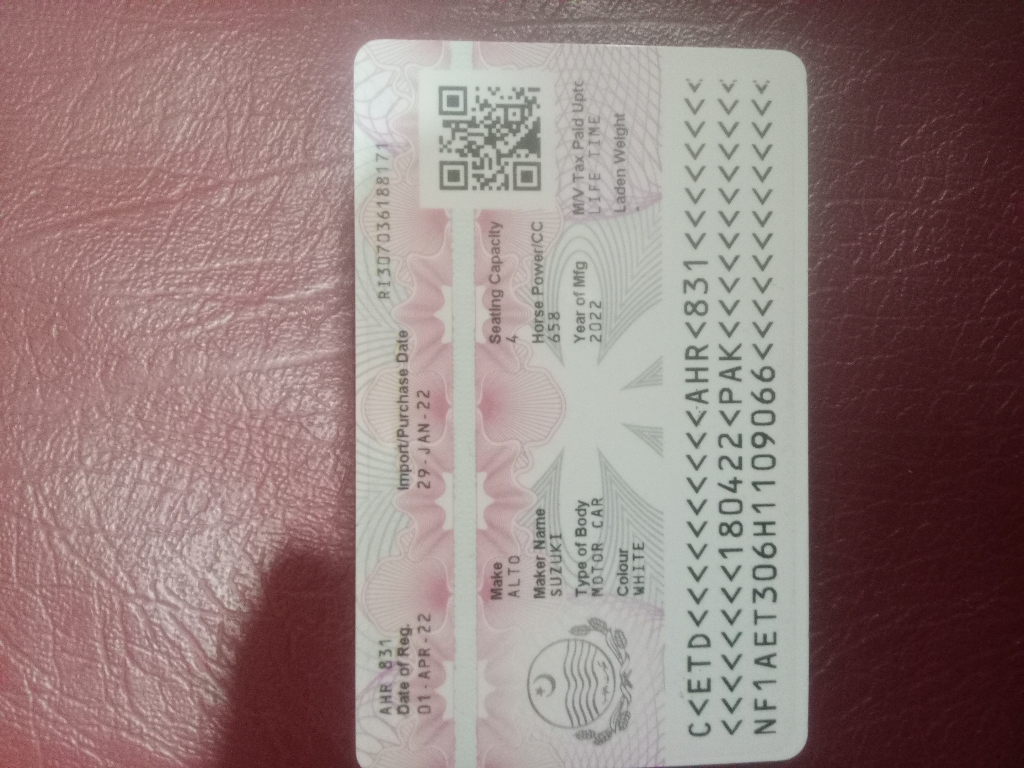 AHR 831 RI307036188171
Date of Reg. Import/Purchase Date
01-APR-22 29-JAN-22
Make Seating Capacity
ALTO 4
Maker Name Horse Power/CC
SUZUKI 658
Type of Body Year of Mfg M/V Tax Paid Upto
MOTOR CAR 2022 LIFE TIME
Colour Laden Weight
WHITE
C<ETD<<<<<<<<<<<<AHR<831<<<<<<<<
<<<<<<<<180422<PAK<<<<<<<<<<<<<
NF1AET306H1109066<<<<<<<<<<<<<